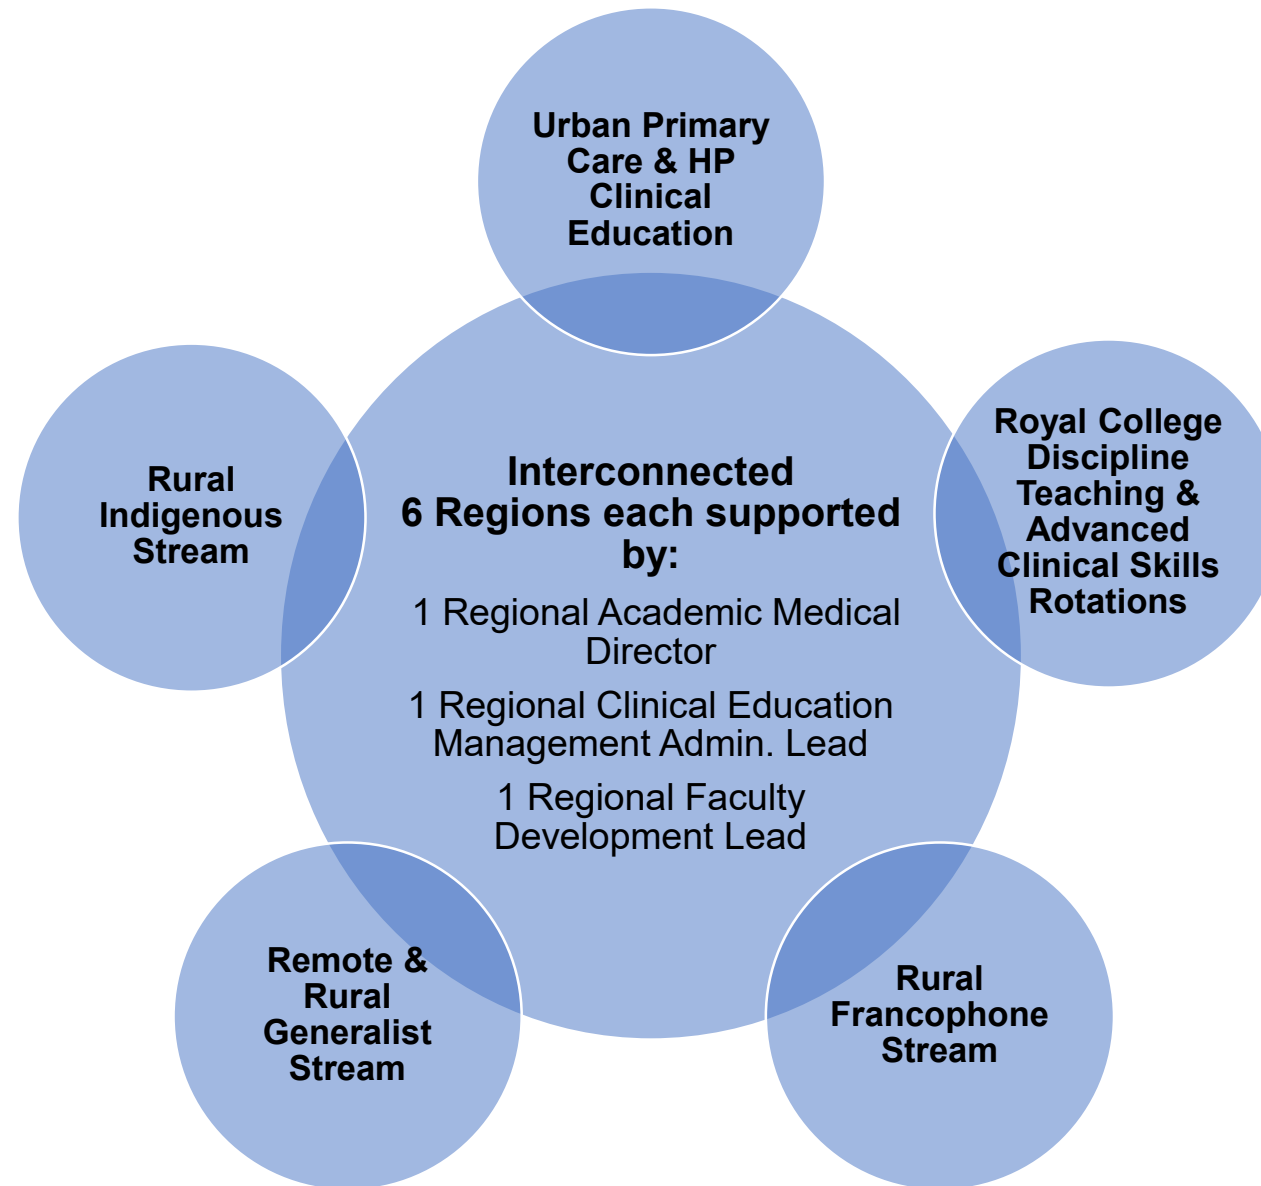 Urban Primary
Care & HP
Clinical
Education
Royal College
Discipline
Teaching &
Advanced
Clinical Skills
Rotations
Rural
Indigenous
Stream
Interconnected
6 Regions each supported
by:
1 Regional Academic Medical
Director
1 Regional Clinical Education
Management Admin. Lead
1 Regional Faculty
Development Lead
Remote &
Rural
Generalist
Stream
Rural
Francophone
Stream